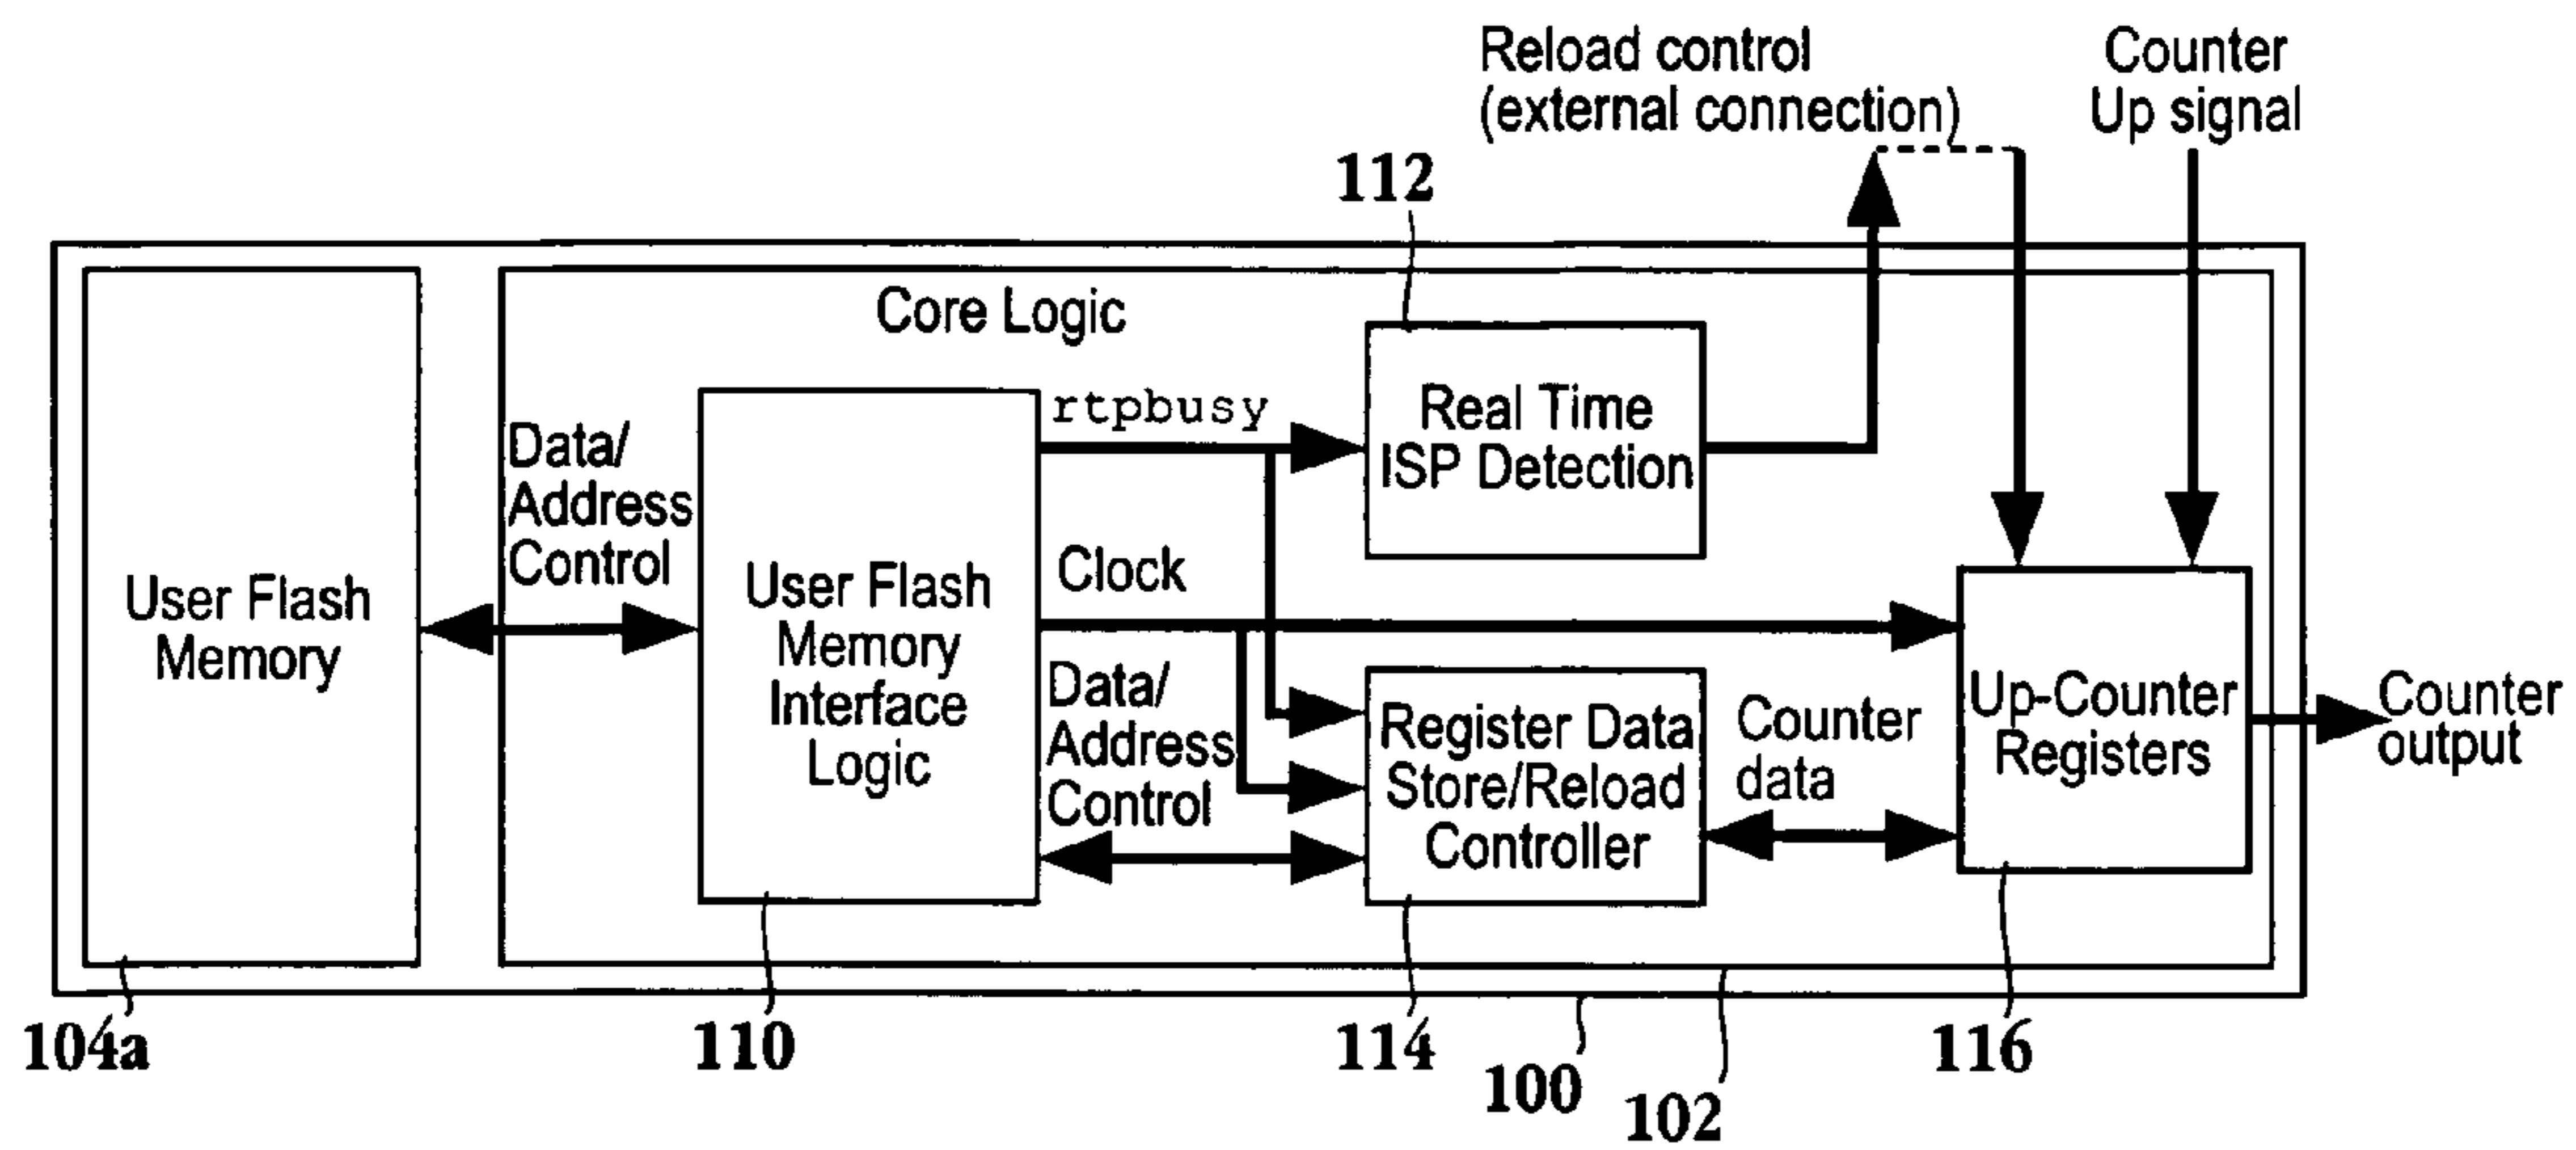 Reload control
(external connection)
Counter
Up signal
112
Core Logic
rtpbusy
Real Time
ISP Detection
Data/
Address
Control
User Flash
Memory
User Flash
Memory
Interface
Logic
Clock
Data/
Address
Control
Register Data
Store/Reload
Controller
Counter
data
Up-Counter
Registers
Counter
output
104a
110
114
100
102
116